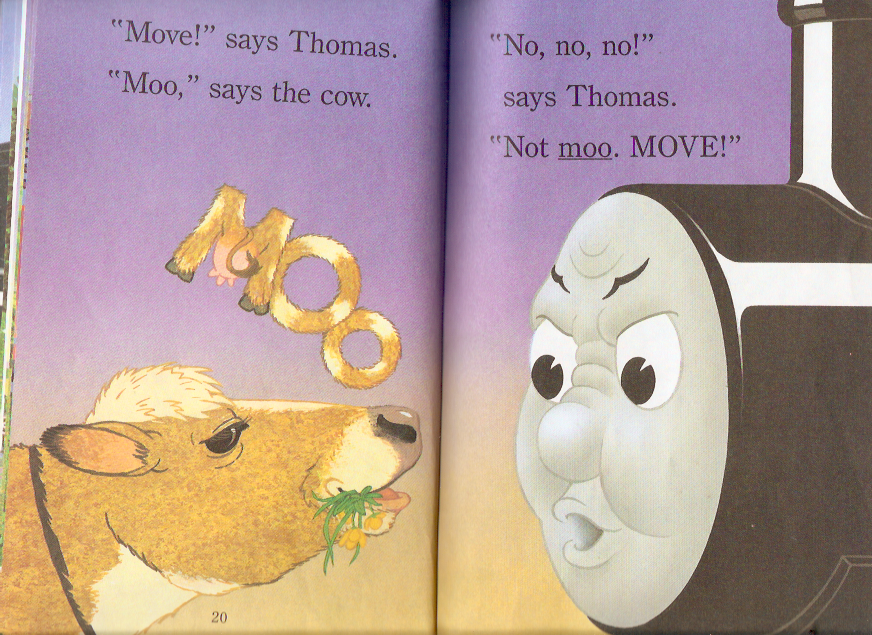 “Move!” says Thomas.
“Moo,” says the cow.
Moo
20
“No, no, no!”
says Thomas.
“Not moo. MOVE!”